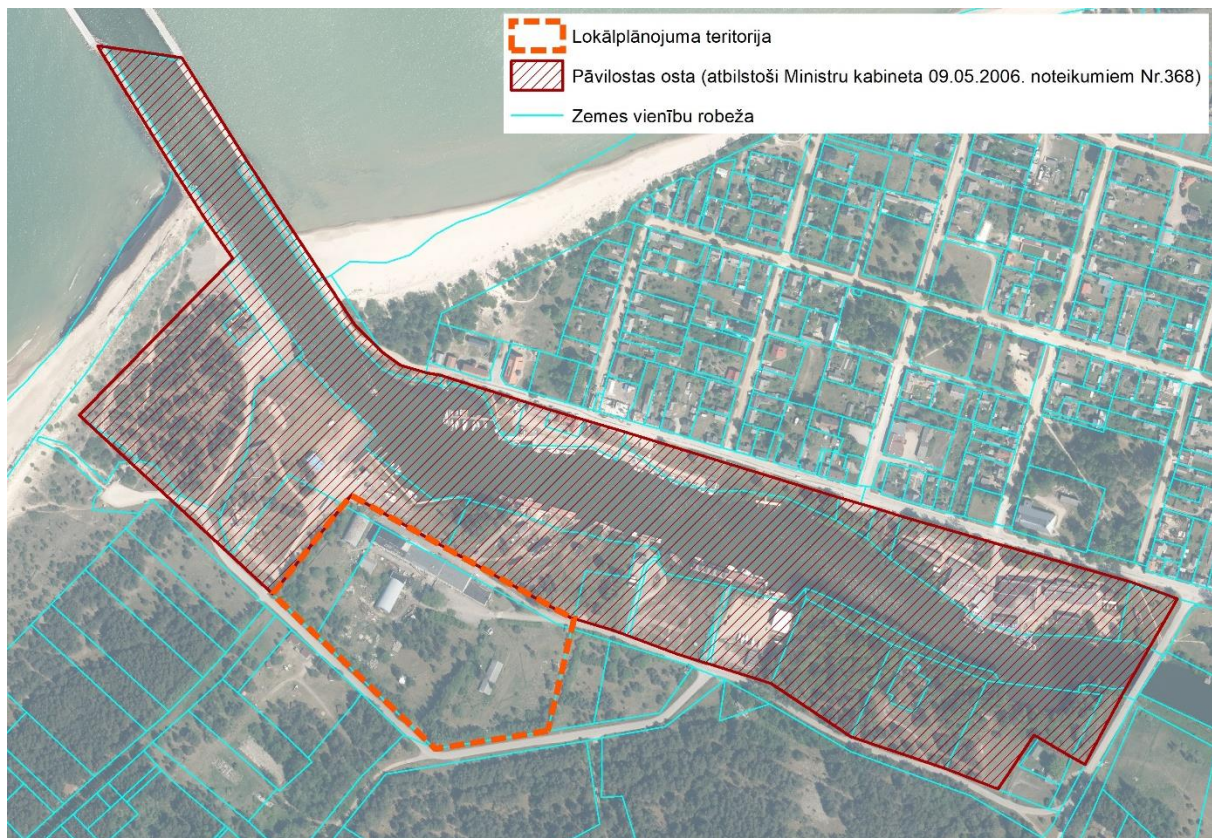 Lokālplānojuma teritorija
Pāvilostas osta (atbilstoši Ministru kabineta 09.05.2006. noteikumiem Nr.368)
Zemes vienību robeža